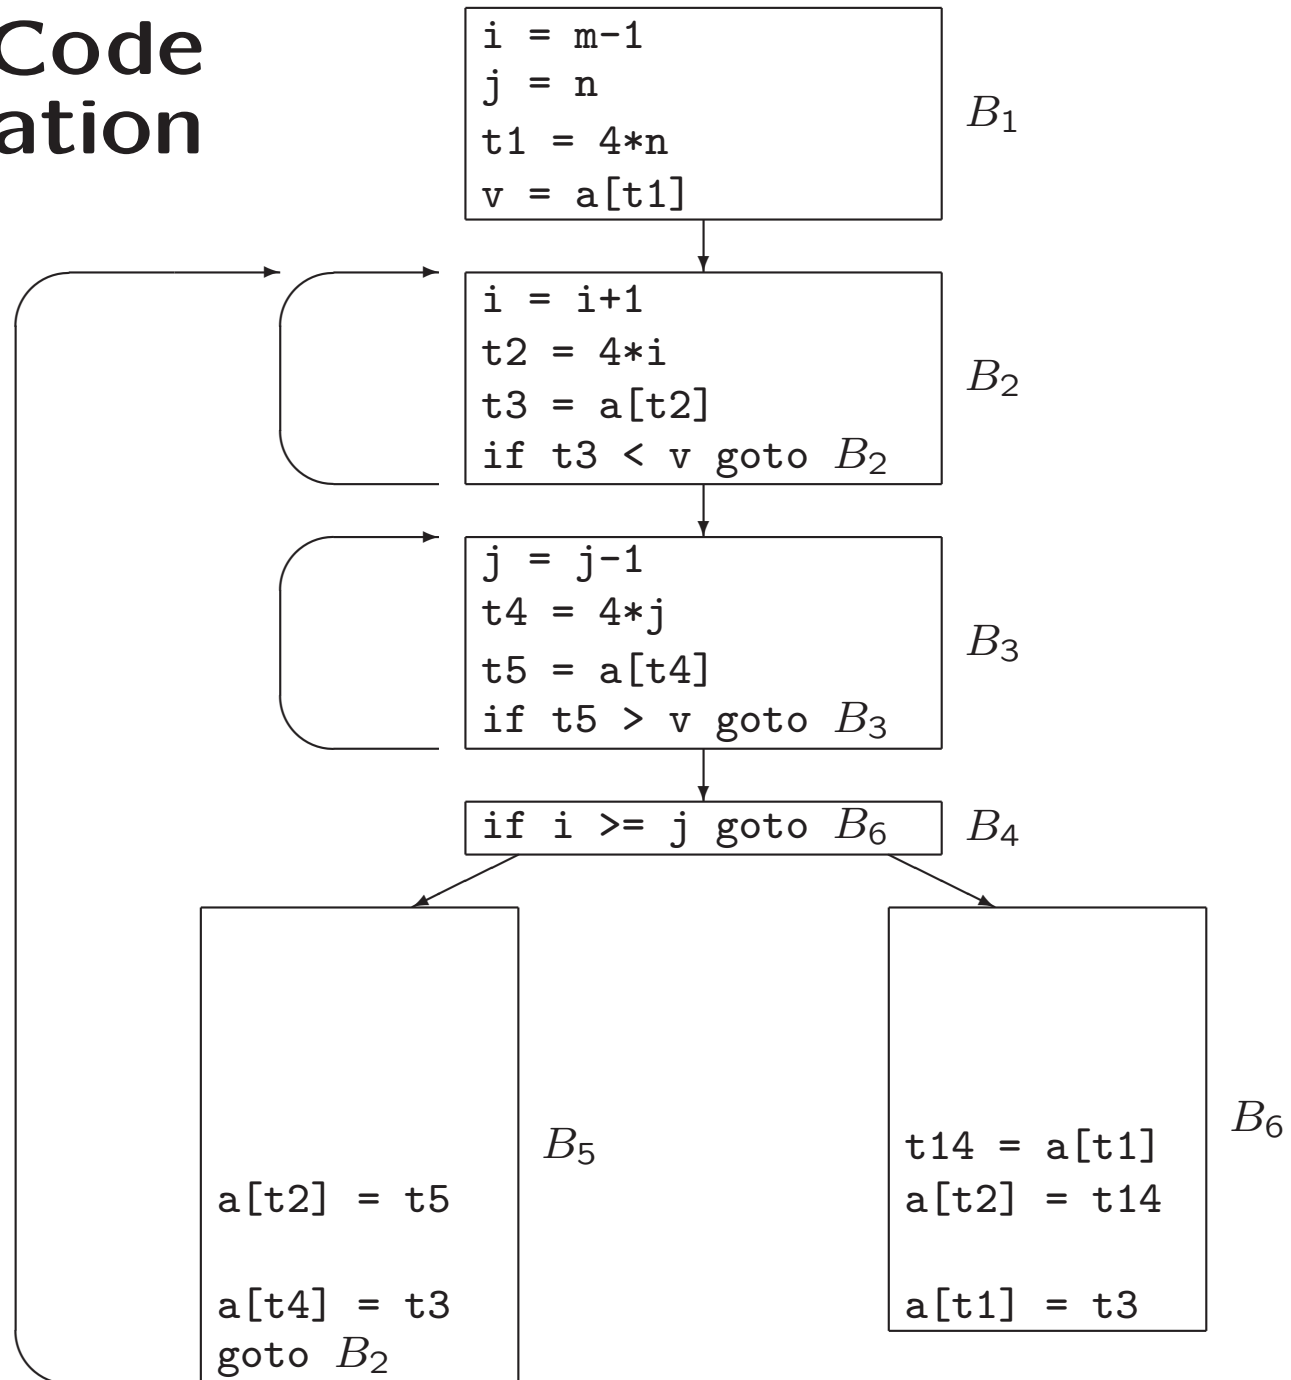 Code
ation
i = m-1
j = n
t1 = 4*n
v = a[t1]
B1
i = i+1
t2 = 4*i
t3 = a[t2]
if t3 < v goto B2
B2
j = j-1
t4 = 4*j
t5 = a[t4]
if t5 > v goto B3
B3
if i >= j goto B6
B4
a[t2] = t5
a[t4] = t3
goto B2
B5
t14 = a[t1]
a[t2] = t14
a[t1] = t3
B6